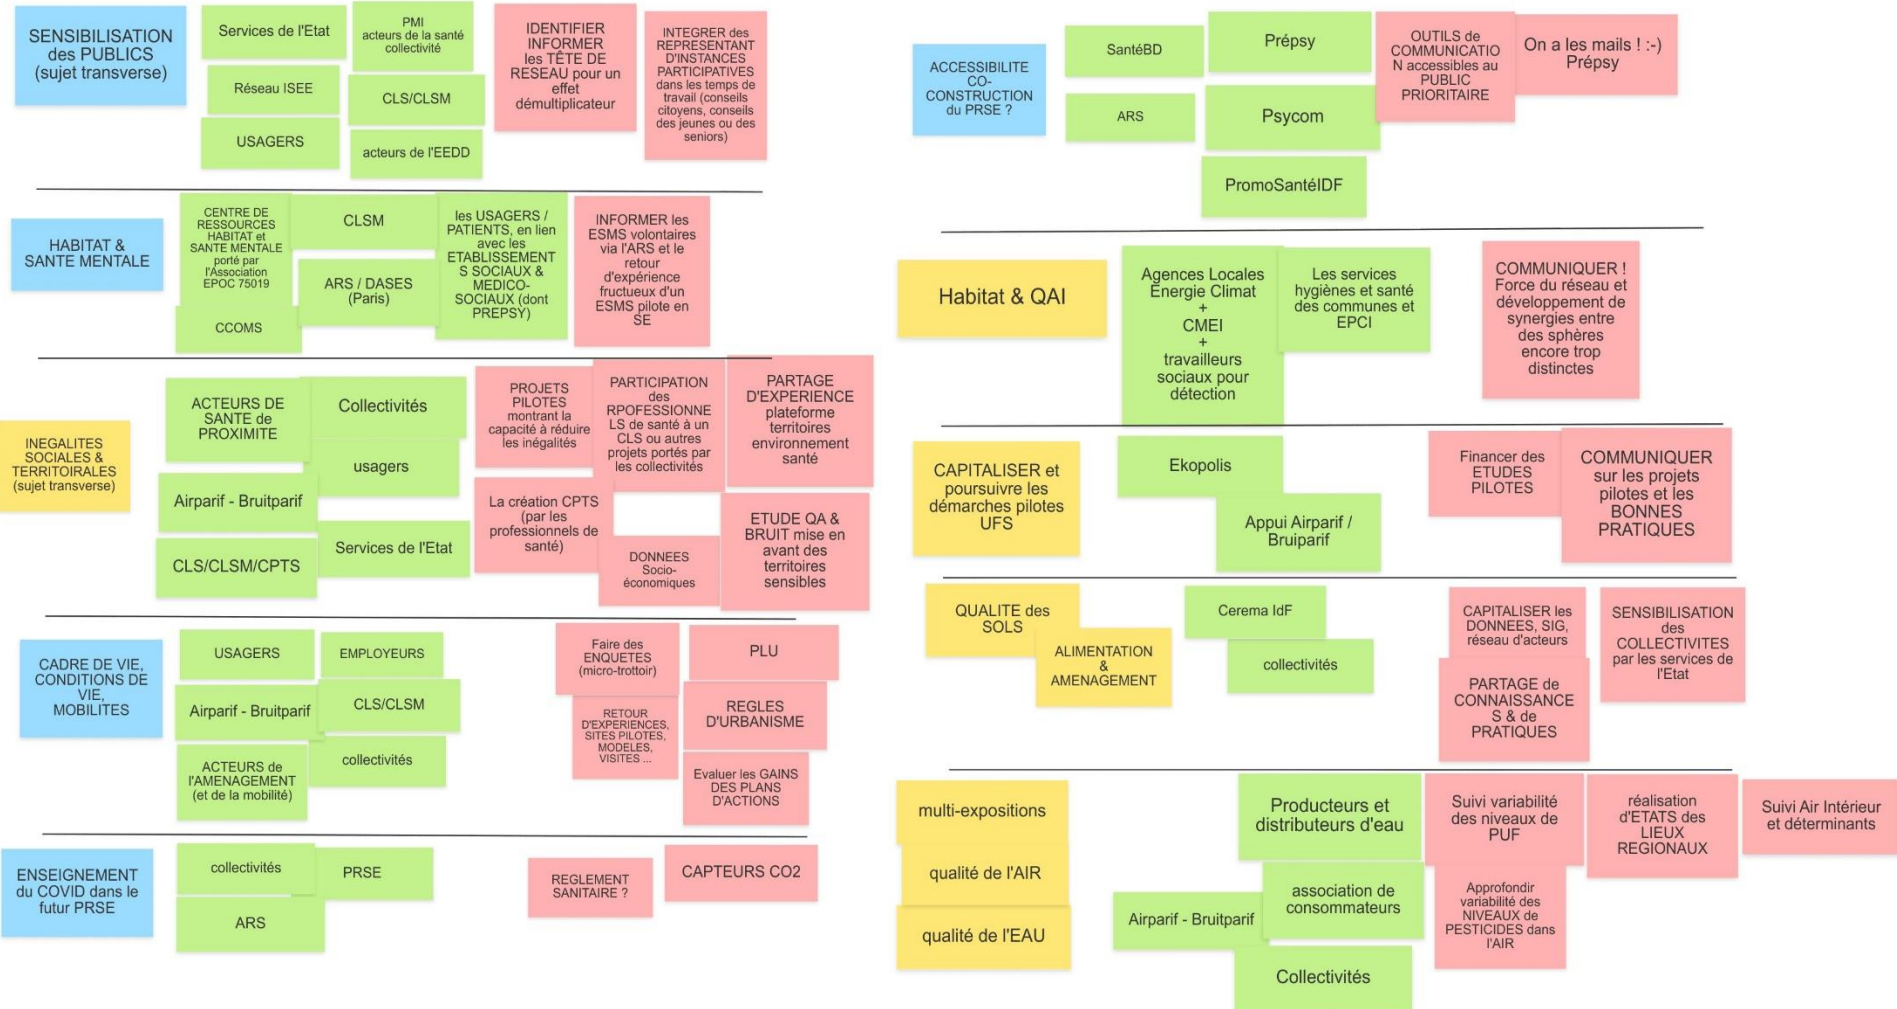 SENSIBILISATION
des PUBLICS
(sujet transverse)
Services de l'Etat
PMI
acteurs de la santé
collectivité
Réseau ISEE
CLS/CLSM
USAGERS
acteurs de l'EEDD
IDENTIFIER
INFORMER
les TÊTE DE
RESEAU pour un
effet
démultiplicateur
INTEGRER des
REPRESENTANT
D'INSTANCES
PARTICIPATIVES
dans les temps de
travail (conseils
citoyens, conseils
des jeunes ou des
seniors)
HABITAT &
SANTE MENTALE
CENTRE DE
RESSOURCES
HABITAT et
SANTE MENTALE
porté par
l'Association
EPOC 75019
CLSM
ARS / DASES
(Paris)
CCOMS
les USAGERS /
PATIENTS, en lien
avec les
ETABLISSEMENT
S SOCIAUX &
MEDICO-
SOCIAUX (dont
PREPSY)
INFORMER les
ESMS volontaires
via l'ARS et le
retour
d'expérience
fructueux d'un
ESMS pilote en
SE
INEGALITES
SOCIALES &
TERRITOIRALES
(sujet transverse)
ACTEURS DE
SANTE de
PROXIMITE
Collectivités
usagers
Airparif - Bruitparif
Services de l'Etat
CLS/CLSM/CPTS
PROJETS
PILOTES
montrant la
capacité à réduire
les inégalités
PARTICIPATION
des
RPOFESSIONNE
LS de santé à un
CLS ou autres
projets portés par
les collectivités
PARTAGE
D'EXPERIENCE
plateforme
territoires
environnement
santé
La création CPTS
(par les
professionnels de
santé)
DONNEES
Socio-
économiques
ETUDE QA &
BRUIT mise en
avant des
territoires
sensibles
CADRE DE VIE,
CONDITIONS DE
VIE,
MOBILITES
USAGERS
EMPLOYEURS
Airparif - Bruitparif
CLS/CLSM
ACTEURS de
l'AMENAGEMENT
(et de la mobilité)
collectivités
Faire des
ENQUETES
(micro-trottoir)
PLU
RETOUR
D'EXPERIENCES,
SITES PILOTES,
MODELES,
VISITES ...
REGLES
D'URBANISME
Evaluer les GAINS
DES PLANS
D'ACTIONS
ENSEIGNEMENT
du COVID dans le
futur PRSE
collectivités
PRSE
ARS
REGLEMENT
SANITAIRE ?
CAPTEURS CO2
ACCESSIBILITE
CO-
CONSTRUCTION
du PRSE ?
SantéBD
Prépsy
ARS
Psycom
PromoSantéIDF
OUTILS de
COMMUNICATIO
N accessibles au
PUBLIC
PRIORITAIRE
On a les mails ! :-)
Prépsy
Habitat & QAI
Agences Locales
Energie Climat
+
CMEI
+
travailleurs
sociaux pour
détection
Les services
hygiènes et santé
des communes et
EPCI
COMMUNIQUER !
Force du réseau et
développement de
synergies entre
des sphères
encore trop
distinctes
CAPITALISER et
poursuivre les
démarches pilotes
UFS
Ekopolis
Appui Airparif /
Bruiparif
Financer des
ETUDES
PILOTES
COMMUNIQUER
sur les projets
pilotes et les
BONNES
PRATIQUES
QUALITE des
SOLS
ALIMENTATION
&
AMENAGEMENT
Cerema IdF
collectivités
CAPITALISER les
DONNEES, SIG,
réseau d'acteurs
SENSIBILISATION
des
COLLECTIVITES
par les services de
l'Etat
PARTAGE de
CONNAISSANCE
S & de
PRATIQUES
multi-expositions
qualité de l'AIR
qualité de l'EAU
Producteurs et
distributeurs d'eau
association de
consommateurs
Airparif - Bruitparif
Collectivités
Suivi variabilité
des niveaux de
PUF
réalisation
d'ETATS des
LIEUX
REGIONAUX
Suivi Air Intérieur
et déterminants
Approfondir
variabilité des
NIVEAUX de
PESTICIDES dans
l'AIR